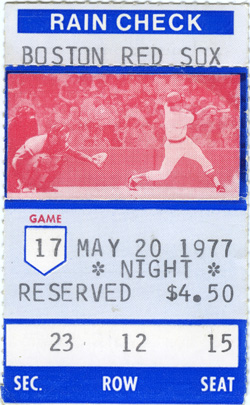 RAIN CHECK
BOSTON RED SOX
GAME
17 MAY 20 1977
* NIGHT *
RESERVED $4.50
23 12 15
SEC. ROW SEAT